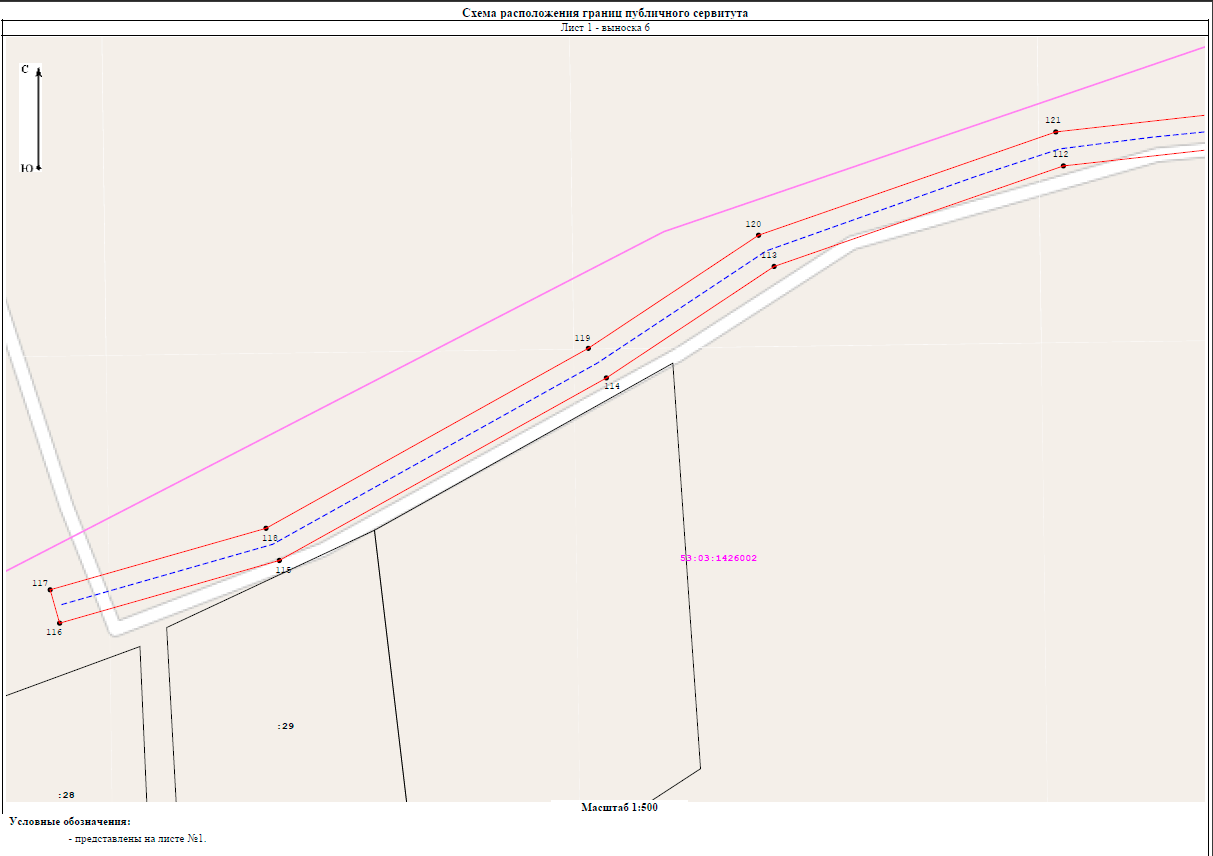 Схема расположения границ публичного сервитута
Лист 1 - выноска 6
С
Ю
121
112
120
113
119
114
118
115
53:03:1426002
117
116
:29
:28
Масштаб 1:500
Условные обозначения:
- представлены на листе №1.